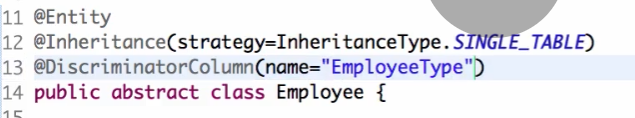 11 @Entity
12 @Inheritance(strategy=InheritanceType.SINGLE_TABLE)
13 @DiscriminatorColumn(name="EmployeeType")
14 public abstract class Employee {
15